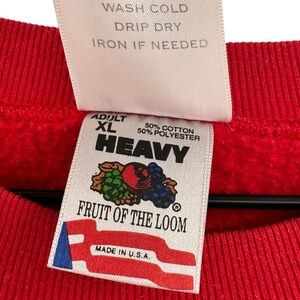 WASH COLD
DRIP DRY
IRON IF NEEDED
ADULT
XL
50% COTTON
50% POLYESTER
HEAVY
FRUIT OF THE LOOM
®
MADE IN U.S.A.